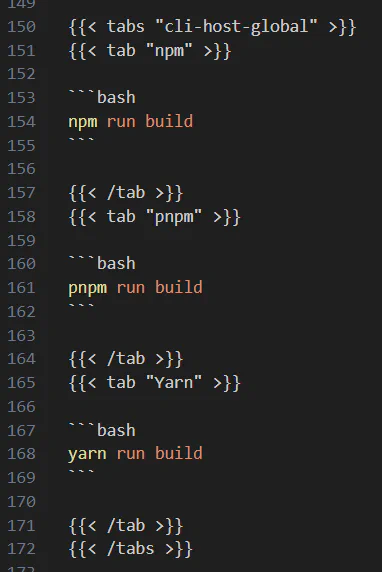 149
150 {{< tabs "cli-host-global" >}}
151 {{< tab "npm" >}}
152
153 ```bash
154 npm run build
155 ```
156
157 {{< /tab >}}
158 {{< tab "pnpm" >}}
159
160 ```bash
161 pnpm run build
162 ```
163
164 {{< /tab >}}
165 {{< tab "Yarn" >}}
166
167 ```bash
168 yarn run build
169 ```
170
171 {{< /tab >}}
172 {{< /tabs >}}
173